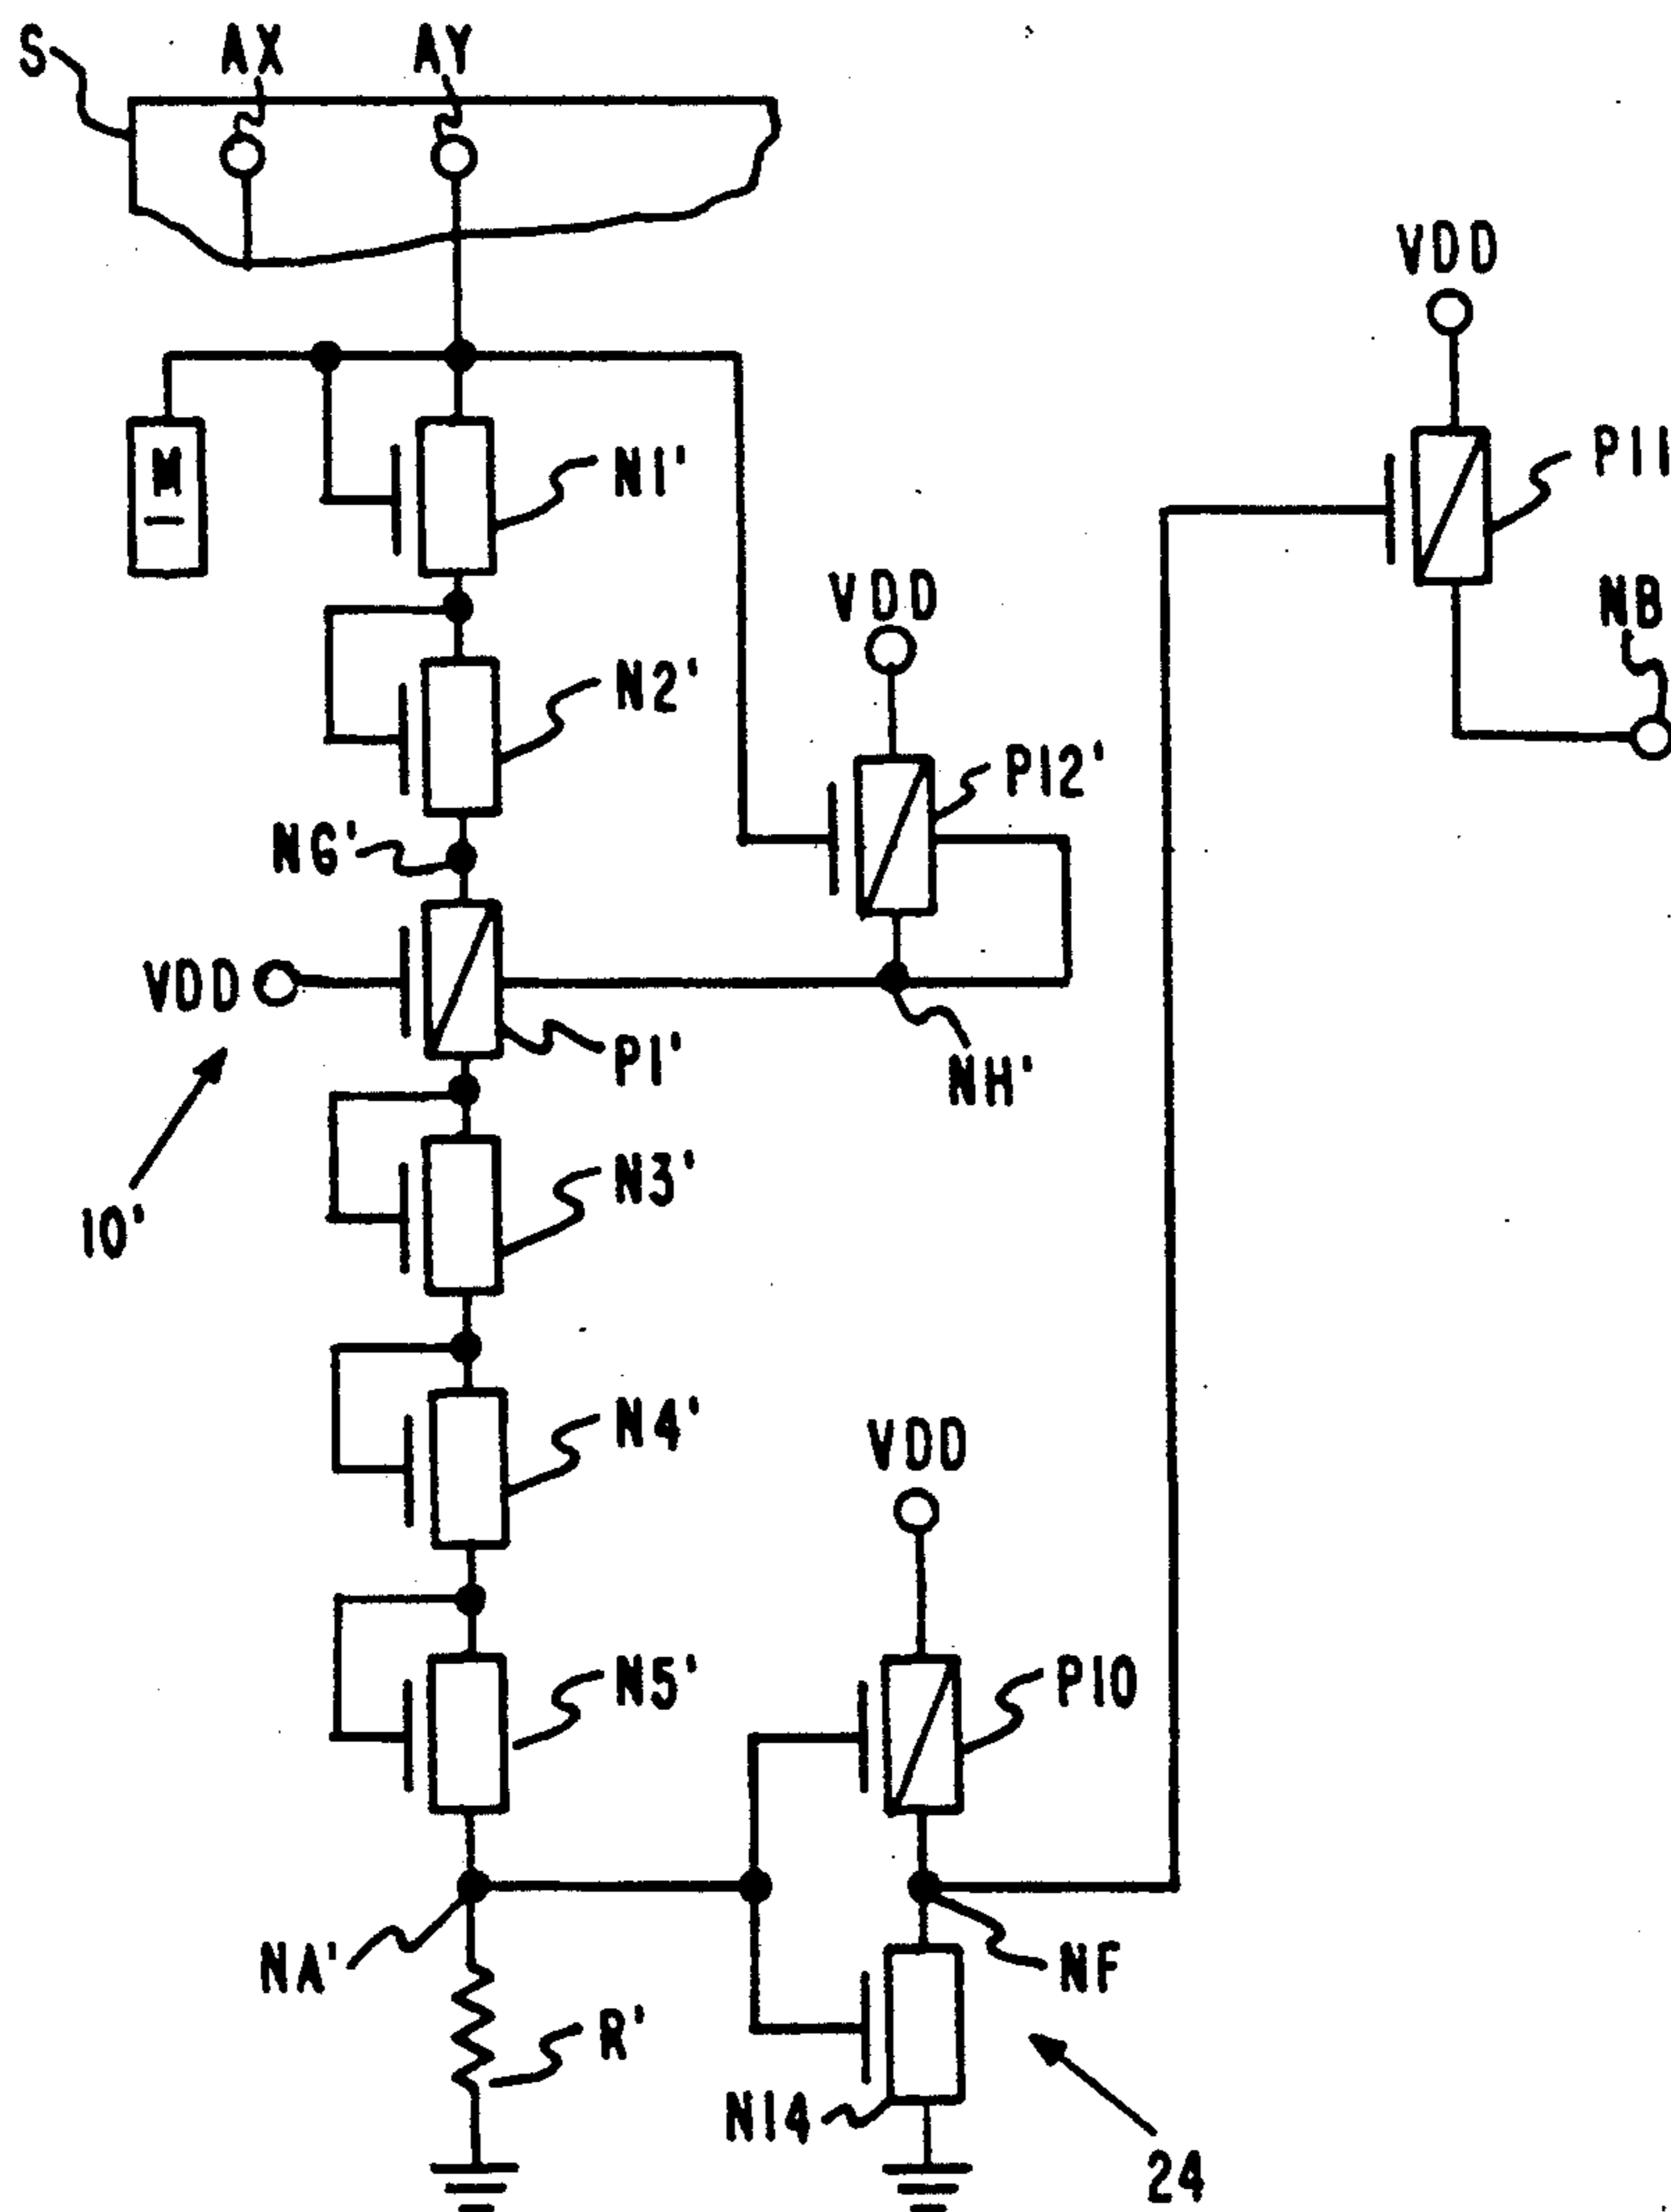 S
AX
AY
VDD
M
N1'
P11
VDD
NB
N2'
P12'
NG'
VDD
P1'
NH'
N3'
10'
N4'
VDD
N5'
P10
NA'
NF
R'
N14
24